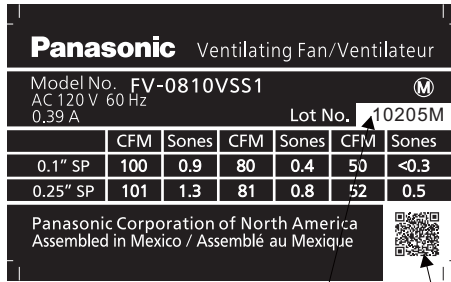 Panasonic Ventilating Fan/Ventilateur
Model No. FV-0810VSS1 M
AC 120 V 60 Hz
0.39 A Lot No. 10205M
CFM Sones CFM Sones CFM Sones
0.1" SP 100 0.9 80 0.4 50 <0.3
0.25" SP 101 1.3 81 0.8 52 0.5
Panasonic Corporation of North America
Assembled in Mexico / Assemblé au Mexique